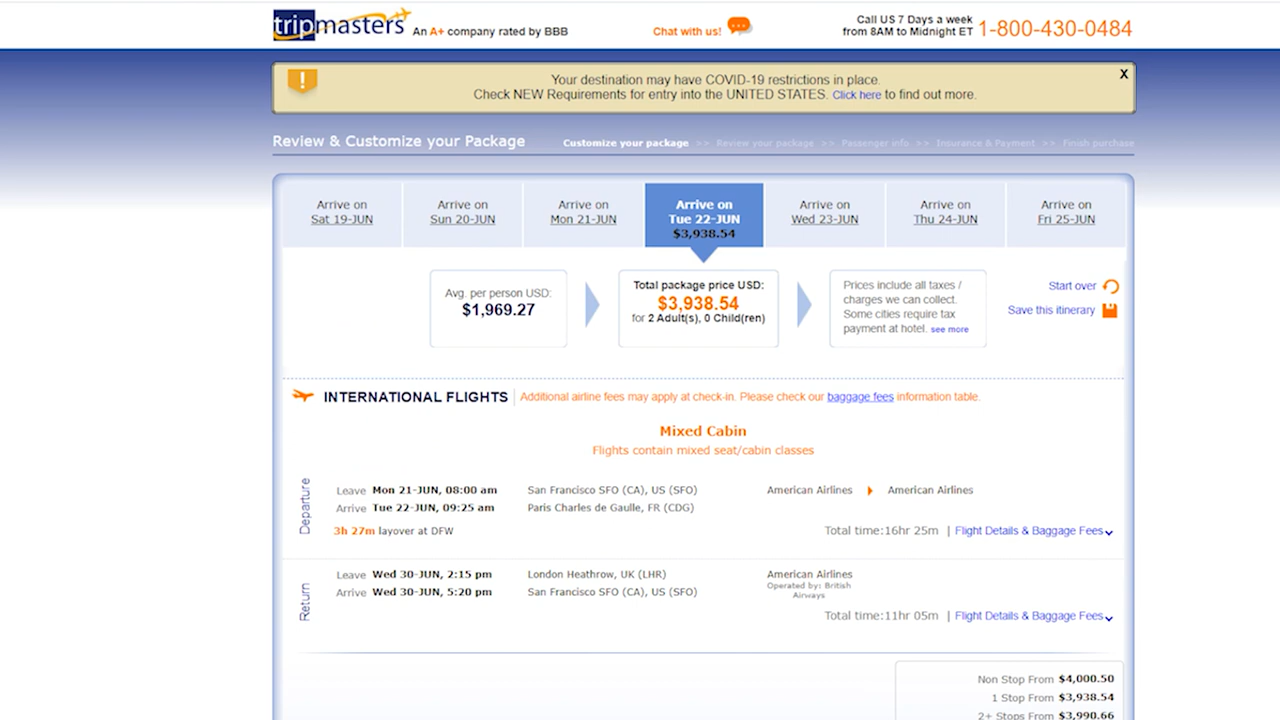 tripmasters An A+ company rated by BBB
Chat with us!
Call US 7 Days a week
from 8AM to Midnight ET
1-800-430-0484
!
Your destination may have COVID-19 restrictions in place.
Check NEW Requirements for entry into the UNITED STATES. Click here to find out more.
X
Review & Customize your Package
Customize your package >> Review your package >> Passenger info. >> Insurance & Payment >> Finish purchase
Arrive on
Sat 19-JUN
Arrive on
Sun 20-JUN
Arrive on
Mon 21-JUN
Arrive on
Tue 22-JUN
$3,938.54
Arrive on
Wed 23-JUN
Arrive on
Thu 24-JUN
Arrive on
Fri 25-JUN
Avg. per person USD:
$1,969.27
Total package price USD:
$3,938.54
for 2 Adult(s), 0 Child(ren)
Prices include all taxes /
charges we can collect.
Some cities require tax
payment at hotel. see more
Start over
Save this itinerary
INTERNATIONAL FLIGHTS
Additional airline fees may apply at check-in. Please check our baggage fees information table.
Mixed Cabin
Flights contain mixed seat/cabin classes
Departure
Leave Mon 21-JUN, 08:00 am San Francisco SFO (CA), US (SFO) American Airlines American Airlines
Arrive Tue 22-JUN, 09:25 am Paris Charles de Gaulle, FR (CDG)
3h 27m layover at DFW
Total time:16hr 25m | Flight Details & Baggage Fees
Return
Leave Wed 30-JUN, 2:15 pm London Heathrow, UK (LHR) American Airlines
Operated by: British
Airways
Arrive Wed 30-JUN, 5:20 pm San Francisco SFO (CA), US (SFO)
Total time:11hr 05m | Flight Details & Baggage Fees
Non Stop From $4,000.50
1 Stop From $3,938.54
2+ Stops From $3,990.66